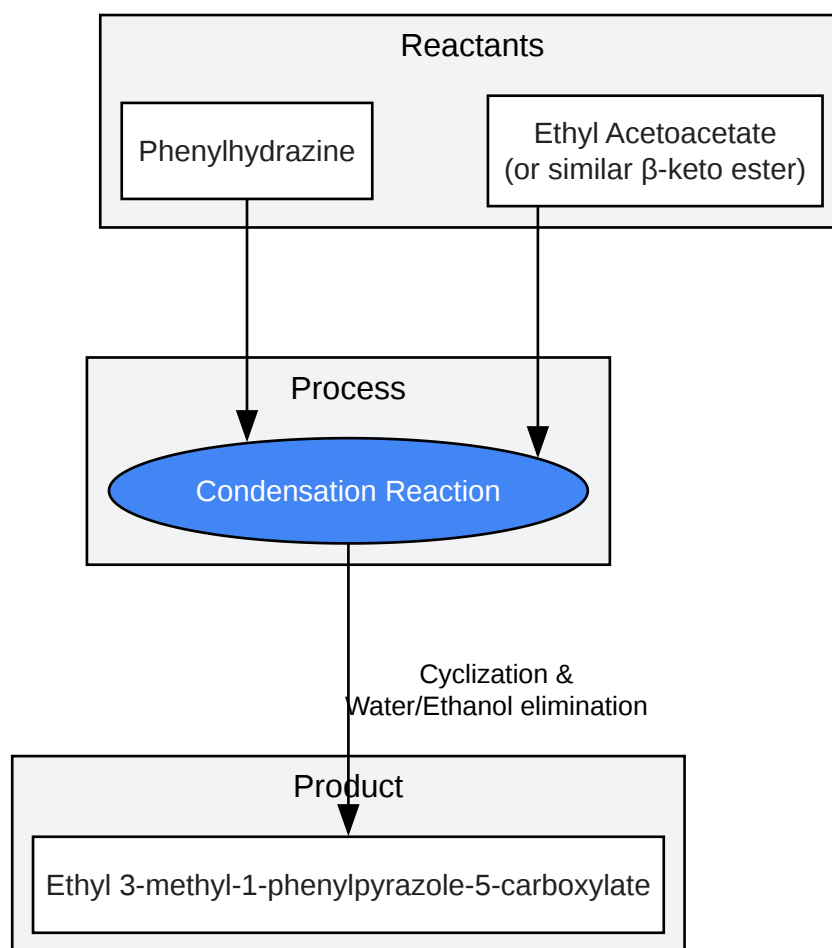 Reactants
Phenylhydrazine
Ethyl Acetoacetate
(or similar β-keto ester)
Process
Condensation Reaction
Cyclization &
Water/Ethanol elimination
Product
Ethyl 3-methyl-1-phenylpyrazole-5-carboxylate